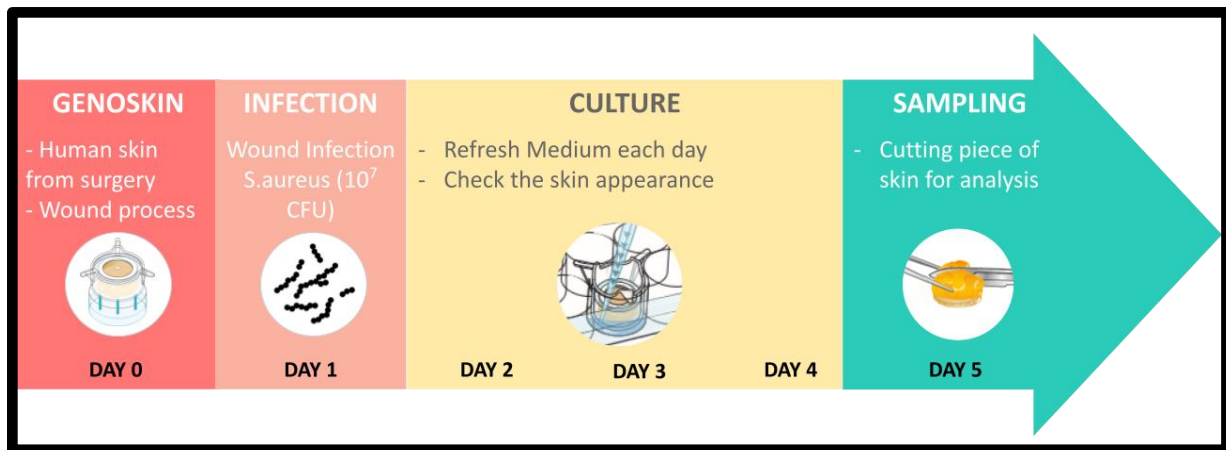 GENOSKIN
- Human skin
from surgery
- Wound process
DAY 0
INFECTION
Wound Infection
S.aureus (10⁷
CFU)
DAY 1
CULTURE
- Refresh Medium each day
- Check the skin appearance
DAY 2
DAY 3
DAY 4
SAMPLING
- Cutting piece of
skin for analysis
DAY 5